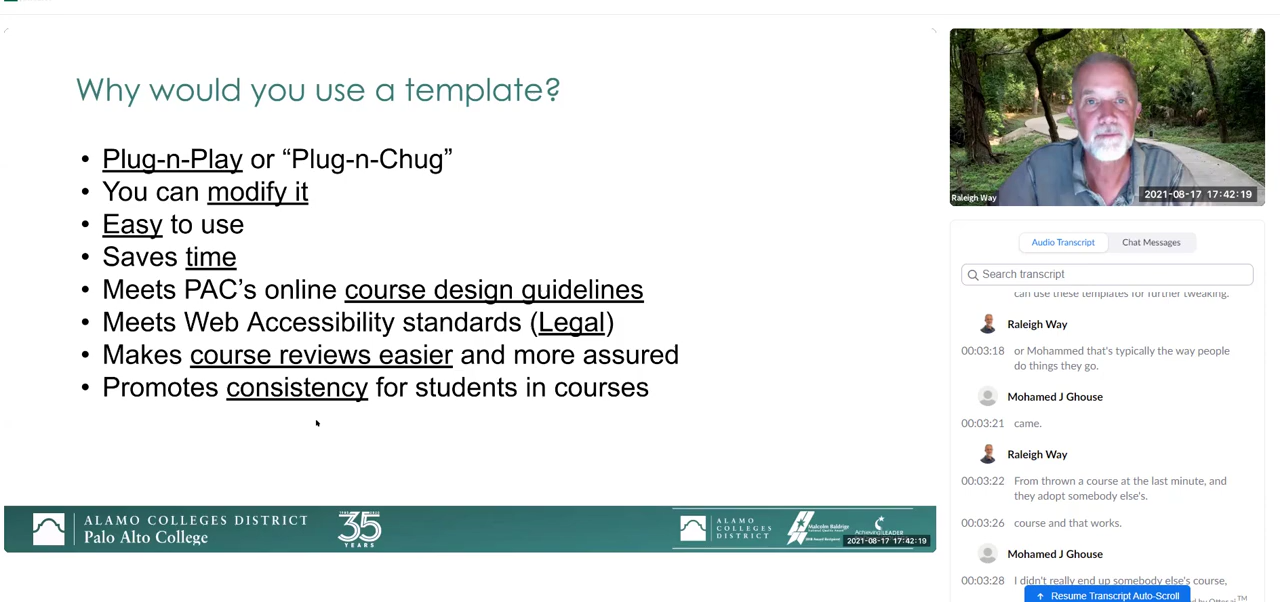 Why would you use a template?
• Plug-n-Play or “Plug-n-Chug”
• You can modify it
• Easy to use
• Saves time
• Meets PAC’s online course design guidelines
• Meets Web Accessibility standards (Legal)
• Makes course reviews easier and more assured
• Promotes consistency for students in courses
ALAMO COLLEGES DISTRICT
Palo Alto College
35
YEARS
ALAMO
COLLEGES
DISTRICT
Malcolm Baldrige
2021-08-17 17:42:19
2021-08-17 17:42:19
Raleigh Way
Audio Transcript
Chat Messages
Search transcript
can use these templates for further tweaking.
Raleigh Way
00:03:18 or Mohammed that's typically the way people
do things they go.
Mohamed J Ghouse
00:03:21 came.
Raleigh Way
00:03:22 From thrown a course at the last minute, and
they adopt somebody else's.
00:03:26 course and that works.
Mohamed J Ghouse
00:03:28 I didn't really end up somebody else's course,
Resume Transcript Auto-Scroll